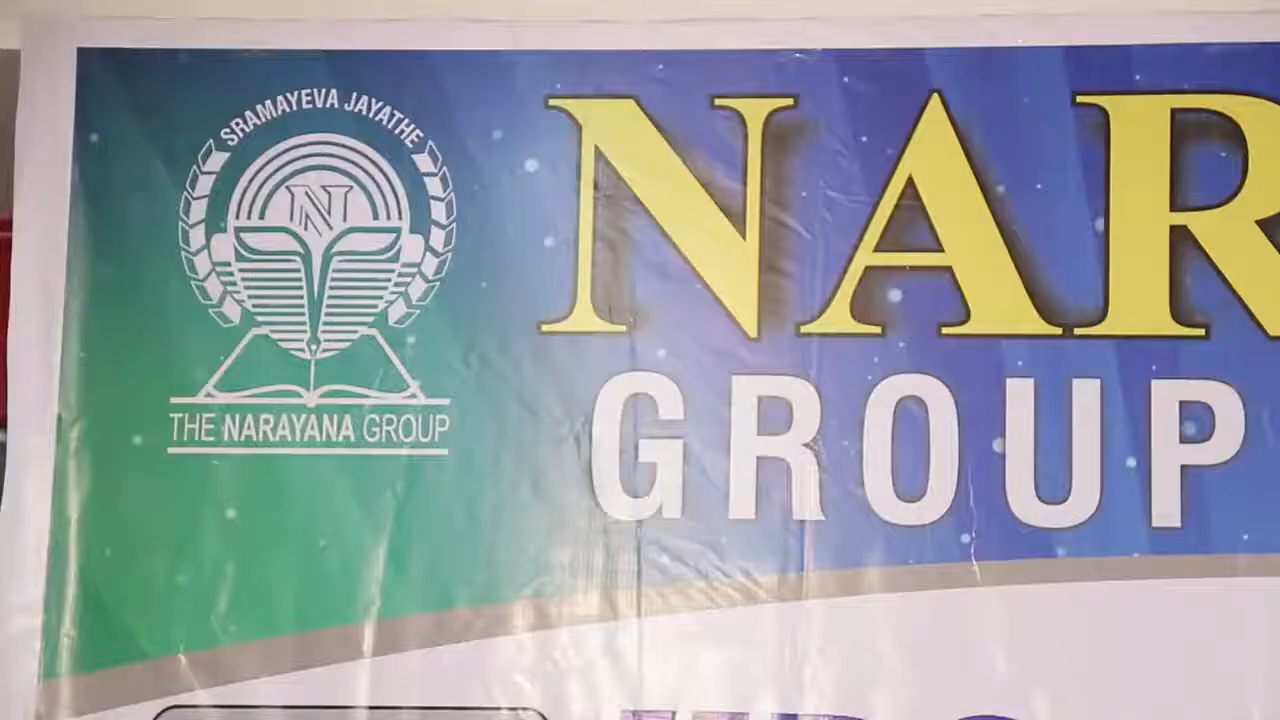 SRAMAYEVA JAYATHE
N
THE NARAYANA GROUP
NAR
GROUP